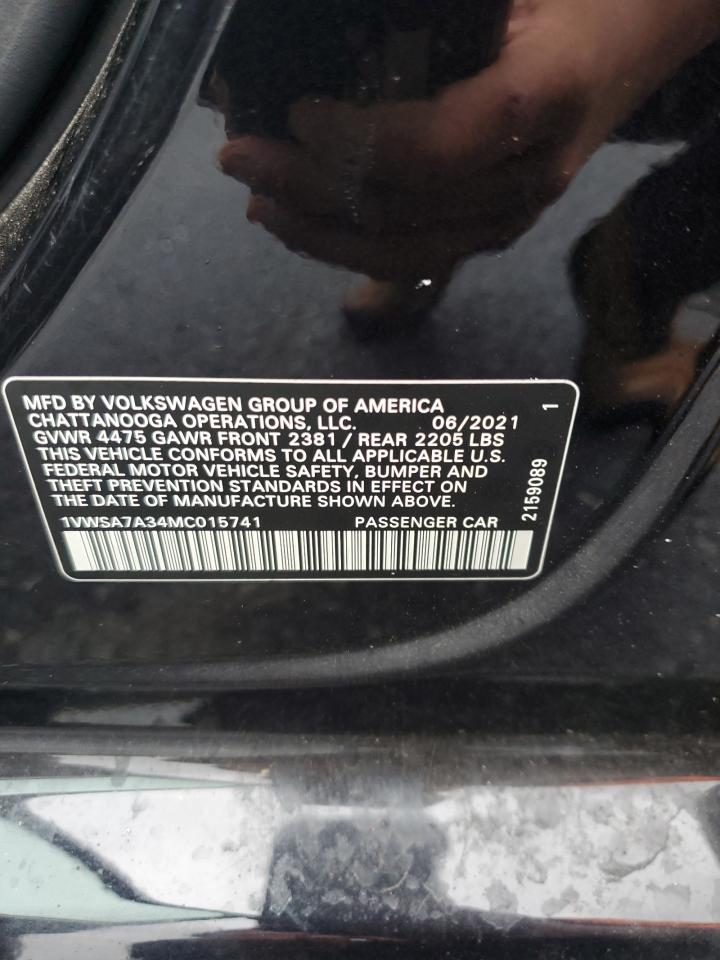 MFD BY VOLKSWAGEN GROUP OF AMERICA
CHATTANOOGA OPERATIONS, LLC. 06/2021
GVWR 4475 GAWR FRONT 2381 / REAR 2205 LBS
THIS VEHICLE CONFORMS TO ALL APPLICABLE U.S.
FEDERAL MOTOR VEHICLE SAFETY, BUMPER AND
THEFT PREVENTION STANDARDS IN EFFECT ON
THE DATE OF MANUFACTURE SHOWN ABOVE.
1VWSA7A34MC015741 PASSENGER CAR
2159089 1